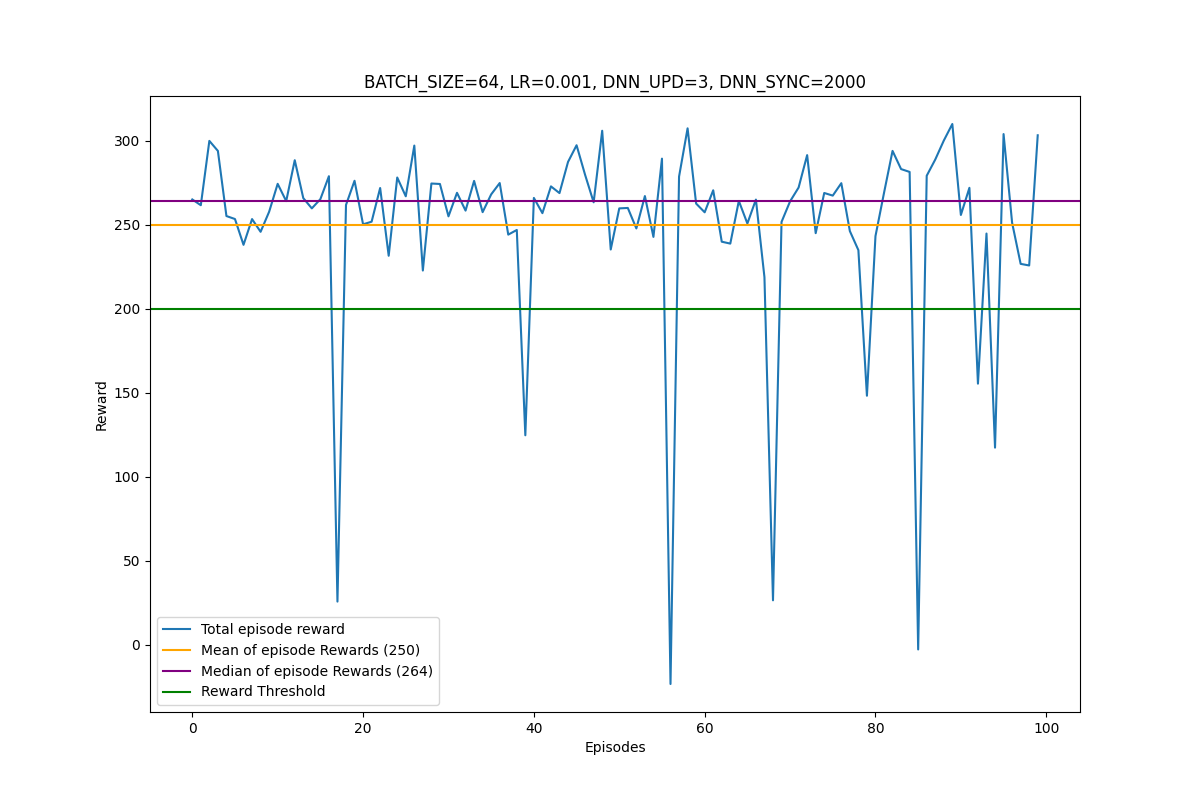 BATCH_SIZE=64, LR=0.001, DNN_UPD=3, DNN_SYNC=2000
300
250
200
150
100
50
0
Reward
Total episode reward
Mean of episode Rewards (250)
Median of episode Rewards (264)
Reward Threshold
0 20 40 60 80 100
Episodes